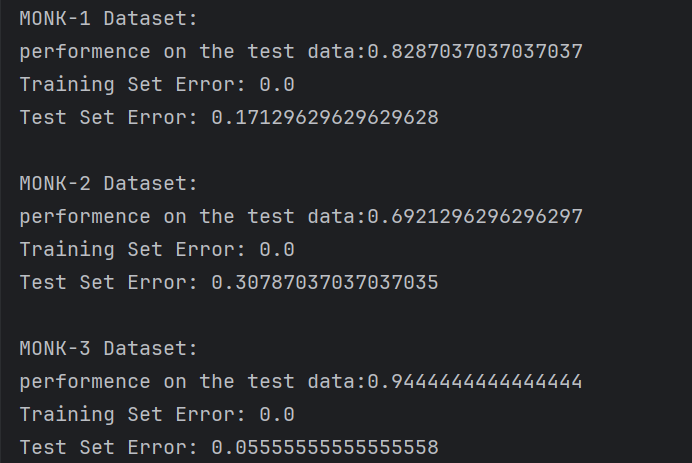 MONK-1 Dataset:
performence on the test data:0.8287037037037037
Training Set Error: 0.0
Test Set Error: 0.17129629629629628
MONK-2 Dataset:
performence on the test data:0.6921296296296297
Training Set Error: 0.0
Test Set Error: 0.30787037037037035
MONK-3 Dataset:
performence on the test data:0.9444444444444444
Training Set Error: 0.0
Test Set Error: 0.05555555555555558